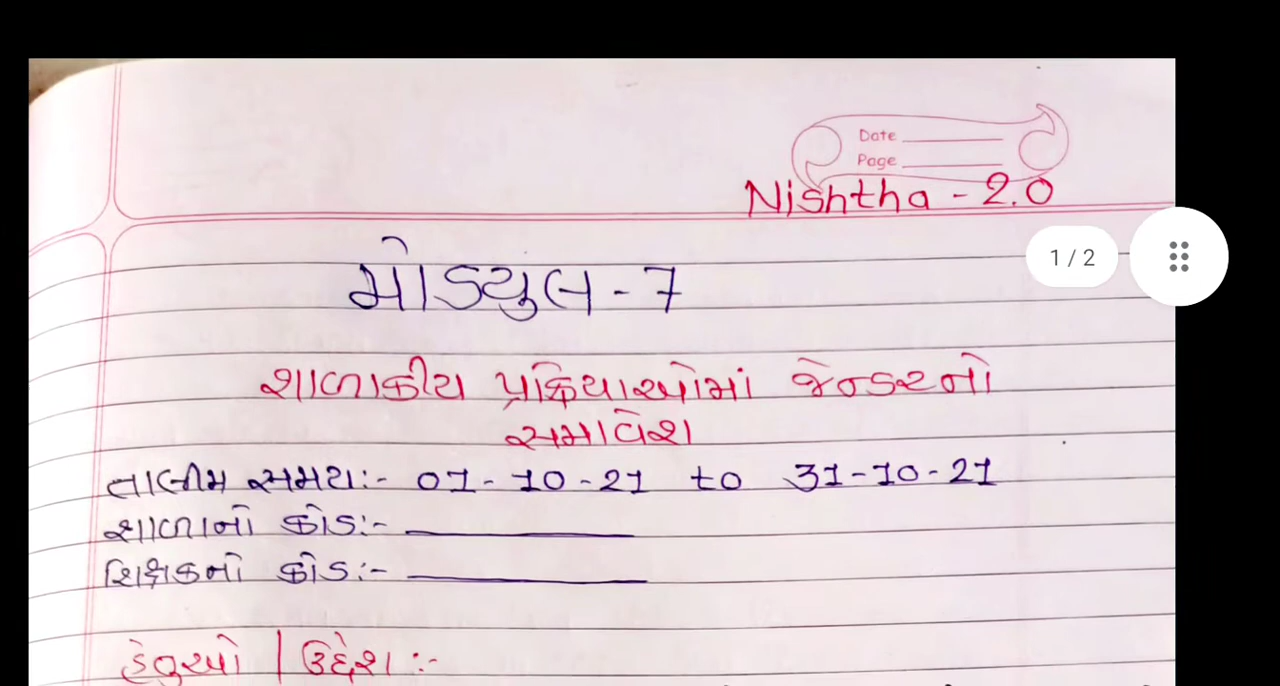 Date
Page
Nishtha - 2.0
1 / 2
મોડયુલ - 7
શાળાકીય પ્રક્રિયાઓમાં જેન્ડરનો
સમાવેશ
તાલીમ સમય:- 01-10-21 to 31-10-21
શાળાનો કોડ:-
શિક્ષકનો કોડ:-
હેતુઓ / ઉદ્દેશ :-